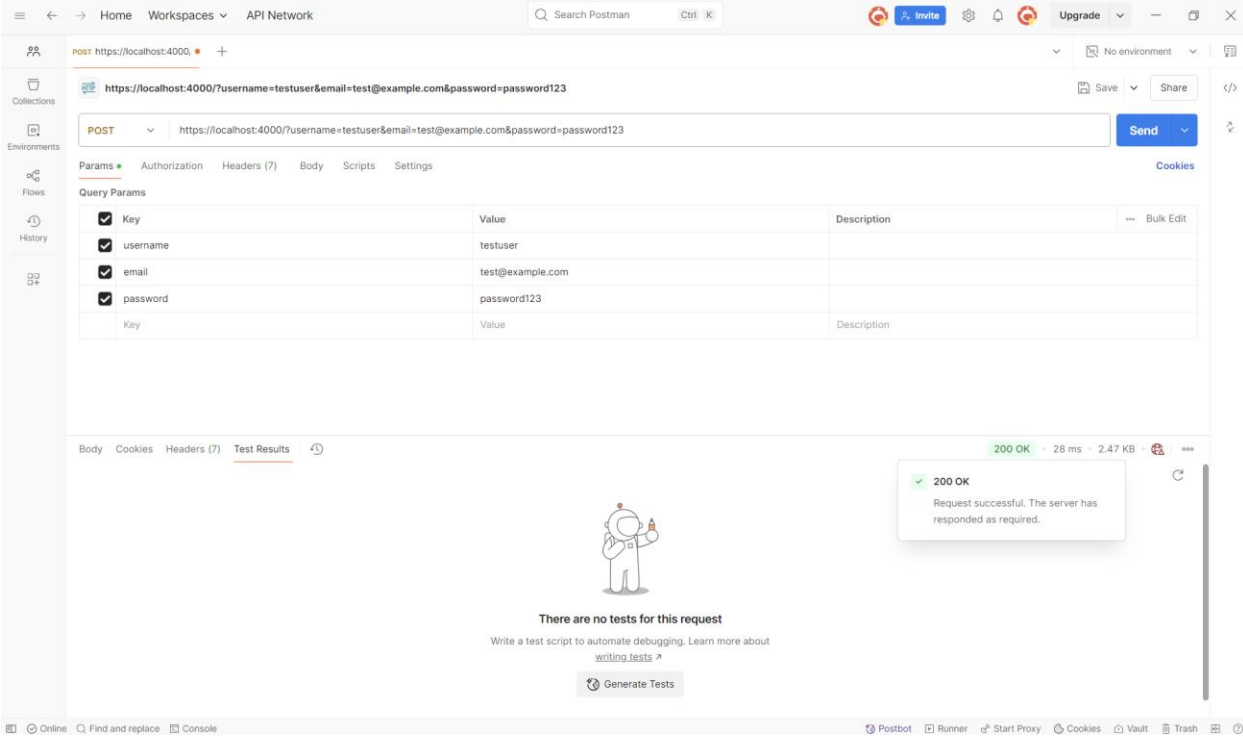 Home Workspaces API Network Search Postman Ctrl K Invite Upgrade
POST https://localhost:4000, No environment
https://localhost:4000/?username=testuser&email=test@example.com&password=password123 Save Share
Collections
POST https://localhost:4000/?username=testuser&email=test@example.com&password=password123 Send
Environments
Params Authorization Headers (7) Body Scripts Settings Cookies
Flows
Query Params
Key Value Description Bulk Edit
History
username testuser
email test@example.com
password password123
Key Value Description
Body Cookies Headers (7) Test Results 200 OK 28 ms 2.47 KB
200 OK
Request successful. The server has
responded as required.
There are no tests for this request
Write a test script to automate debugging. Learn more about
writing tests
Generate Tests
Online Find and replace Console Postbot Runner Start Proxy Cookies Vault Trash